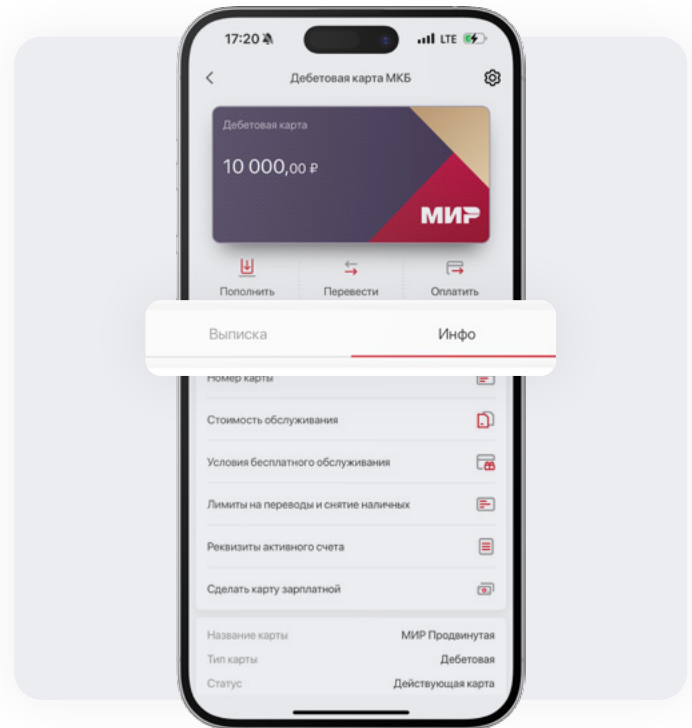 17:20 LTE
Дебетовая карта МКБ
Дебетовая карта
10 000,00 ₽
МИР
Пополнить Перевести Оплатить
Выписка Инфо
Номер карты
Стоимость обслуживания
Условия бесплатного обслуживания
Лимиты на переводы и снятие наличных
Реквизиты активного счета
Сделать карту зарплатной
Название карты МИР Продвинутая
Тип карты Дебетовая
Статус Действующая карта